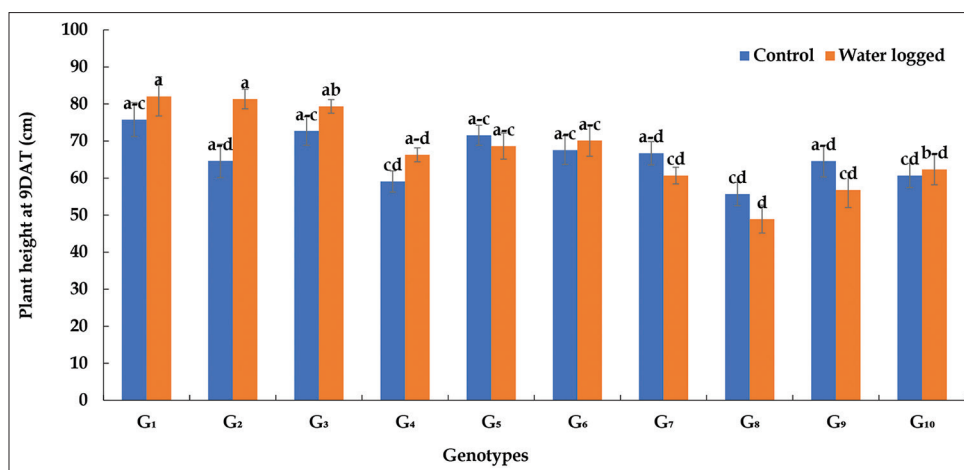 100
90
80
70
60
50
40
30
20
10
0
Plant height at 9DAT (cm)
Control Water logged
a-c a
a-d a
a-c ab
cd a-d
a-c a-c
a-c a-c
a-d cd
cd d
a-d cd
cd b-d
G₁ G₂ G₃ G₄ G₅ G₆ G₇ G₈ G₉ G₁₀
Genotypes